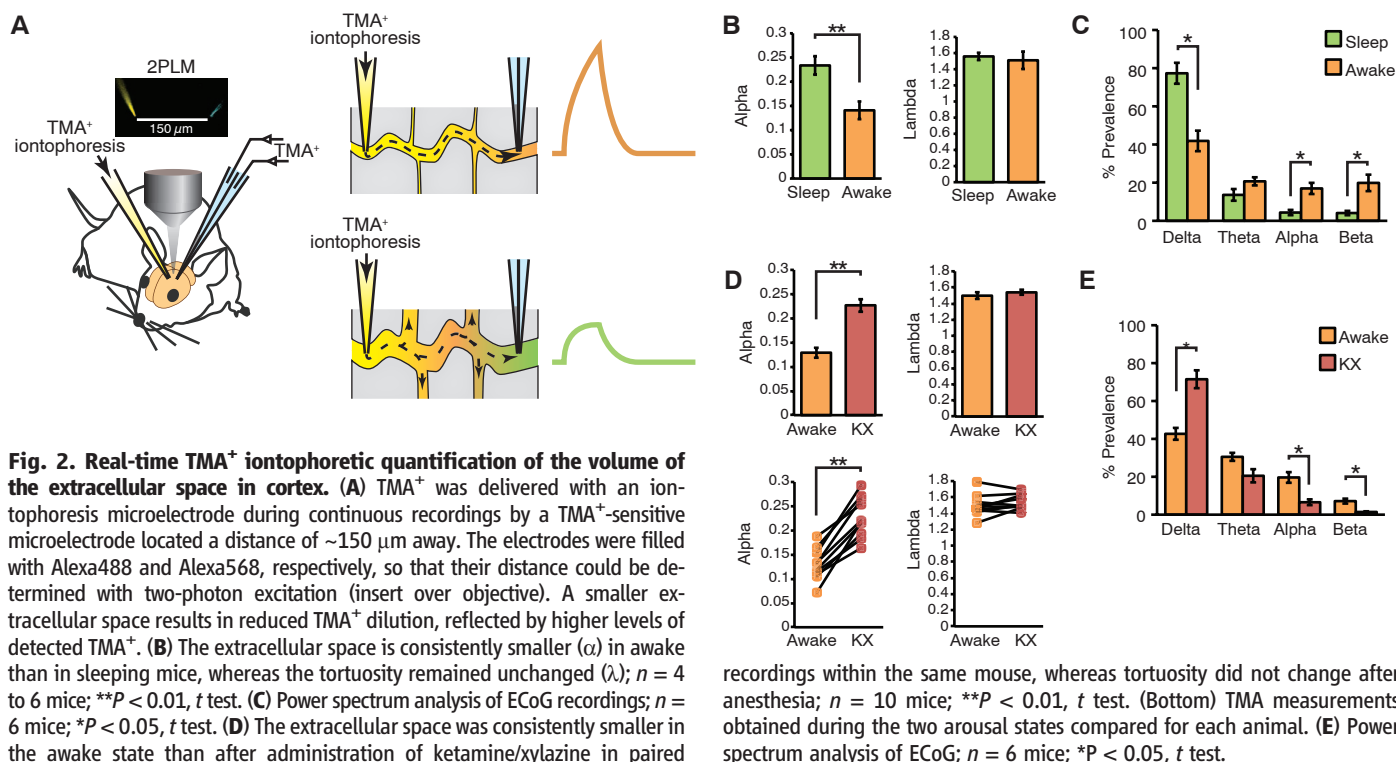 A
TMA+
iontophoresis
2PLM
150 µm
TMA+
iontophoresis
TMA+
TMA+
iontophoresis
B
**
0.3
0.25
0.2
0.15
0.1
0.05
0
Alpha
Sleep Awake
1.8
1.6
1.4
1.2
1
0.8
0.6
0.4
0.2
0
Lambda
Sleep Awake
C
100
80
60
40
20
0
% Prevalence
Sleep
Awake
*
*
*
Delta Theta Alpha Beta
D
**
0.3
0.25
0.2
0.15
0.1
0.05
0
Alpha
Awake KX
1.8
1.6
1.4
1.2
1
0.8
0.6
0.4
0.2
0
Lambda
Awake KX
**
0.3
0.25
0.2
0.15
0.1
0.05
0
Alpha
Awake KX
1.8
1.6
1.4
1.2
1
0.8
0.6
0.4
0.2
0
Lambda
Awake KX
E
100
80
60
40
20
0
% Prevalence
Awake
KX
*
*
*
Delta Theta Alpha Beta
Fig. 2. Real-time TMA+ iontophoretic quantification of the volume of
the extracellular space in cortex. (A) TMA+ was delivered with an ion-
tophoresis microelectrode during continuous recordings by a TMA+-sensitive
microelectrode located a distance of ~150 µm away. The electrodes were filled
with Alexa488 and Alexa568, respectively, so that their distance could be de-
termined with two-photon excitation (insert over objective). A smaller ex-
tracellular space results in reduced TMA+ dilution, reflected by higher levels of
detected TMA+. (B) The extracellular space is consistently smaller (α) in awake
than in sleeping mice, whereas the tortuosity remained unchanged (λ); n = 4
to 6 mice; **P < 0.01, t test. (C) Power spectrum analysis of ECoG recordings; n =
6 mice; *P < 0.05, t test. (D) The extracellular space was consistently smaller in
the awake state than after administration of ketamine/xylazine in paired
recordings within the same mouse, whereas tortuosity did not change after
anesthesia; n = 10 mice; **P < 0.01, t test. (Bottom) TMA measurements
obtained during the two arousal states compared for each animal. (E) Power
spectrum analysis of ECoG; n = 6 mice; *P < 0.05, t test.